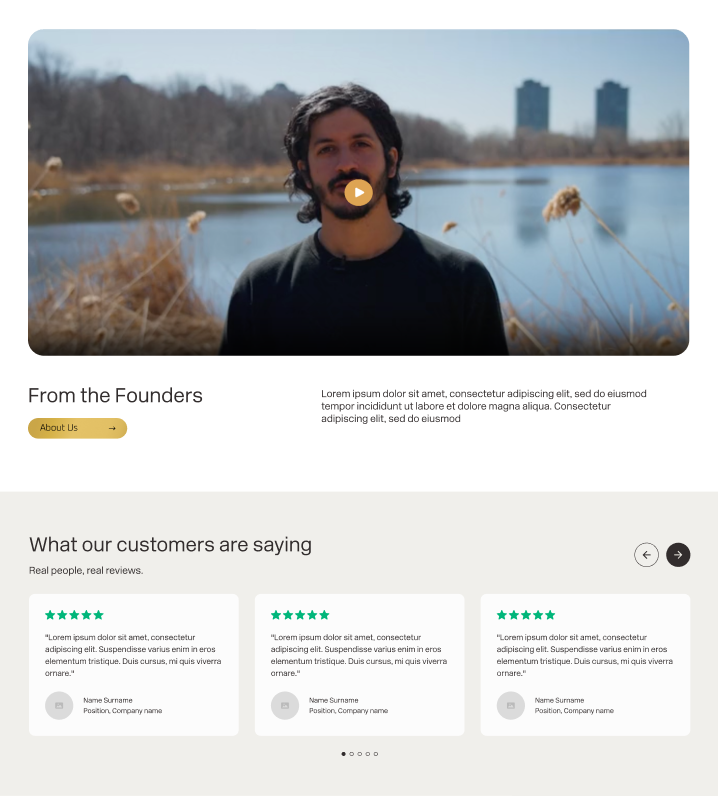 From the Founders
About Us →
Lorem ipsum dolor sit amet, consectetur adipiscing elit, sed do eiusmod
tempor incididunt ut labore et dolore magna aliqua. Consectetur
adipiscing elit, sed do eiusmod
What our customers are saying
Real people, real reviews.
"Lorem ipsum dolor sit amet, consectetur
adipiscing elit. Suspendisse varius enim in eros
elementum tristique. Duis cursus, mi quis viverra
ornare."
Name Surname
Position, Company name
"Lorem ipsum dolor sit amet, consectetur
adipiscing elit. Suspendisse varius enim in eros
elementum tristique. Duis cursus, mi quis viverra
ornare."
Name Surname
Position, Company name
"Lorem ipsum dolor sit amet, consectetur
adipiscing elit. Suspendisse varius enim in eros
elementum tristique. Duis cursus, mi quis viverra
ornare."
Name Surname
Position, Company name